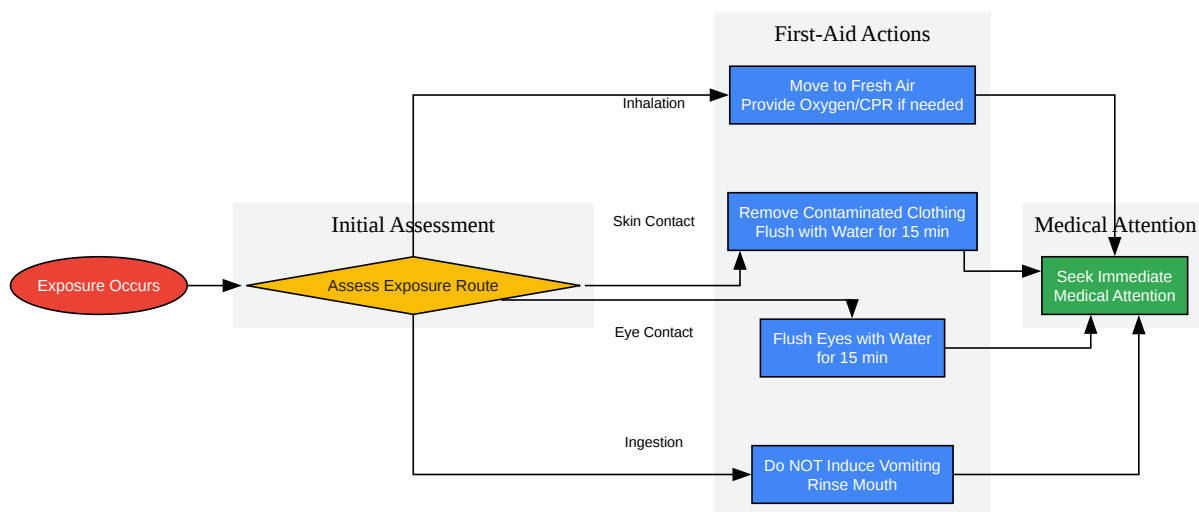 First-Aid Actions
Move to Fresh Air
Provide Oxygen/CPR if needed
Inhalation
Initial Assessment
Skin Contact
Remove Contaminated Clothing
Flush with Water for 15 min
Medical Attention
Exposure Occurs
Assess Exposure Route
Seek Immediate
Medical Attention
Eye Contact
Flush Eyes with Water
for 15 min
Ingestion
Do NOT Induce Vomiting
Rinse Mouth